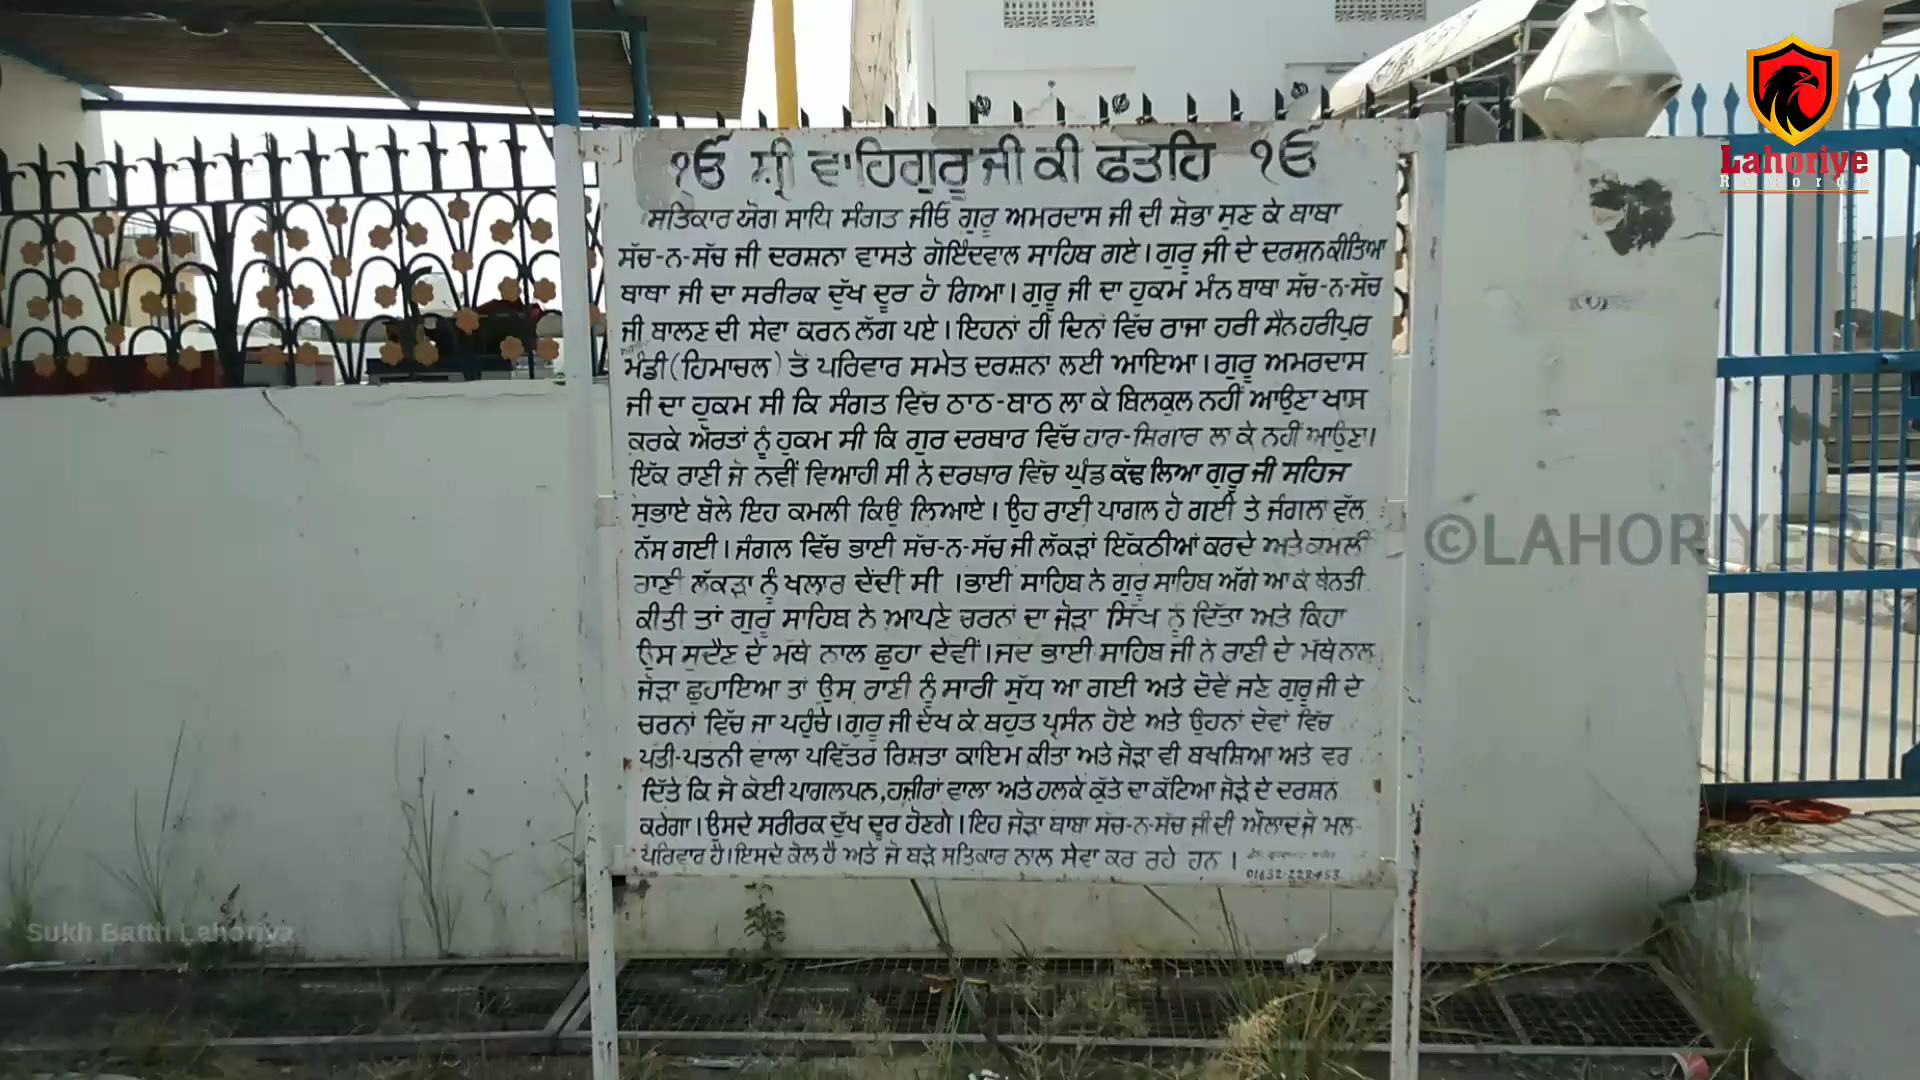 ੴ ਸ਼੍ਰੀ ਵਾਹਿਗੁਰੂ ਜੀ ਕੀ ਫਤਹਿ ੴ
ਸਤਿਕਾਰ ਯੋਗ ਸਾਧਿ ਸੰਗਤ ਜੀਓ ਗੁਰੂ ਅਮਰਦਾਸ ਜੀ ਦੀ ਸ਼ੋਭਾ ਸੁਣ ਕੇ ਬਾਬਾ
ਸੱਚ-ਨ-ਸੱਚ ਜੀ ਦਰਸ਼ਨਾ ਵਾਸਤੇ ਗੋਇੰਦਵਾਲ ਸਾਹਿਬ ਗਏ। ਗੁਰੂ ਜੀ ਦੇ ਦਰਸ਼ਨ ਕੀਤਿਆ
ਬਾਬਾ ਜੀ ਦਾ ਸਰੀਰਕ ਦੁੱਖ ਦੂਰ ਹੋ ਗਿਆ। ਗੁਰੂ ਜੀ ਦਾ ਹੁਕਮ ਮੰਨ ਬਾਬਾ ਸੱਚ-ਨ-ਸੱਚ
ਜੀ ਬਾਲਣ ਦੀ ਸੇਵਾ ਕਰਨ ਲੱਗ ਪਏ। ਇਹਨਾਂ ਹੀ ਦਿਨਾਂ ਵਿੱਚ ਰਾਜਾ ਹਰੀ ਸੈਨ ਹਰੀਪੁਰ
ਮੰਡੀ (ਹਿਮਾਚਲ) ਤੋਂ ਪਰਿਵਾਰ ਸਮੇਤ ਦਰਸ਼ਨਾਂ ਲਈ ਆਇਆ। ਗੁਰੂ ਅਮਰਦਾਸ
ਜੀ ਦਾ ਹੁਕਮ ਸੀ ਕਿ ਸੰਗਤ ਵਿੱਚ ਠਾਠ-ਬਾਠ ਲਾ ਕੇ ਬਿਲਕੁਲ ਨਹੀਂ ਆਉਣਾ ਖਾਸ
ਕਰਕੇ ਔਰਤਾਂ ਨੂੰ ਹੁਕਮ ਸੀ ਕਿ ਗੁਰ ਦਰਬਾਰ ਵਿੱਚ ਹਾਰ-ਸ਼ਿਗਾਰ ਲਾ ਕੇ ਨਹੀਂ ਆਉਣਾ।
ਇੱਕ ਰਾਣੀ ਜੋ ਨਵੀਂ ਵਿਆਹੀ ਸੀ ਨੇ ਦਰਬਾਰ ਵਿੱਚ ਘੁੰਡ ਕੱਢ ਲਿਆ ਗੁਰੂ ਜੀ ਸਹਿਜ
ਸੁਭਾਏ ਬੋਲੇ ਇਹ ਕਮਲੀ ਕਿਉਂ ਲਿਆਏ। ਉਹ ਰਾਣੀ ਪਾਗਲ ਹੋ ਗਈ ਤੇ ਜੰਗਲਾਂ ਵੱਲ
ਨੱਸ ਗਈ। ਜੰਗਲ ਵਿੱਚ ਭਾਈ ਸੱਚ-ਨ-ਸੱਚ ਜੀ ਲੱਕੜਾਂ ਇੱਕਠੀਆਂ ਕਰਦੇ ਅਤੇ ਕਮਲੀ
ਰਾਣੀ ਲੱਕੜਾ ਨੂੰ ਖਲਾਰ ਦੇਂਦੀਂ ਸੀ । ਭਾਈ ਸਾਹਿਬ ਨੇ ਗੁਰੂ ਸਾਹਿਬ ਅੱਗੇ ਆ ਕੇ ਬੇਨਤੀ
ਕੀਤੀ ਤਾਂ ਗੁਰੂ ਸਾਹਿਬ ਨੇ ਆਪਣੇ ਚਰਨਾਂ ਦਾ ਜੋੜਾ ਸਿੱਖ ਨੂੰ ਦਿੱਤਾ ਅਤੇ ਕਿਹਾ
ਉਸ ਸੁਦੈਣ ਦੇ ਮੱਥੇ ਨਾਲ ਛੁਹਾ ਦੇਵੀਂ। ਜਦ ਭਾਈ ਸਾਹਿਬ ਜੀ ਨੇ ਰਾਣੀ ਦੇ ਮੱਥੇ ਨਾਲ
ਜੋੜਾ ਛੁਹਾਇਆ ਤਾਂ ਉਸ ਰਾਣੀ ਨੂੰ ਸਾਰੀ ਸੁੱਧ ਆ ਗਈ ਅਤੇ ਦੋਵੇਂ ਜਣੇ ਗੁਰੂ ਜੀ ਦੇ
ਚਰਨਾਂ ਵਿੱਚ ਜਾ ਪਹੁੰਚੇ। ਗੁਰੂ ਜੀ ਦੇਖ ਕੇ ਬਹੁਤ ਪ੍ਰਸੰਨ ਹੋਏ ਅਤੇ ਉਹਨਾਂ ਦੋਵਾਂ ਵਿੱਚ
ਪਤੀ-ਪਤਨੀ ਵਾਲਾ ਪਵਿੱਤਰ ਰਿਸ਼ਤਾ ਕਾਇਮ ਕੀਤਾ ਅਤੇ ਜੋੜਾ ਵੀ ਬਖਸ਼ਿਆ ਅਤੇ ਵਰ
ਦਿੱਤੇ ਕਿ ਜੋ ਕੋਈ ਪਾਗਲਪਨ,ਹਜ਼ੀਰਾਂ ਵਾਲਾ ਅਤੇ ਹਲਕੇ ਕੁੱਤੇ ਦਾ ਕੱਟਿਆ ਜੋੜੇ ਦੇ ਦਰਸ਼ਨ
ਕਰੇਗਾ। ਉਸਦੇ ਸਰੀਰਕ ਦੁੱਖ ਦੂਰ ਹੋਣਗੇ। ਇਹ ਜੋੜਾ ਬਾਬਾ ਸੱਚ-ਨ-ਸੱਚ ਜੀ ਦੀ ਔਲਾਦ ਜੋ ਮਲ-
ਪਰਿਵਾਰ ਹੈ। ਇਸਦੇ ਕੋਲ ਹੈ ਅਤੇ ਜੋ ਬੜੇ ਸਤਿਕਾਰ ਨਾਲ ਸੇਵਾ ਕਰ ਰਹੇ ਹਨ।
Lahoriye
Records
©LAHORIYE REC
Sukh Batth Lahoriya